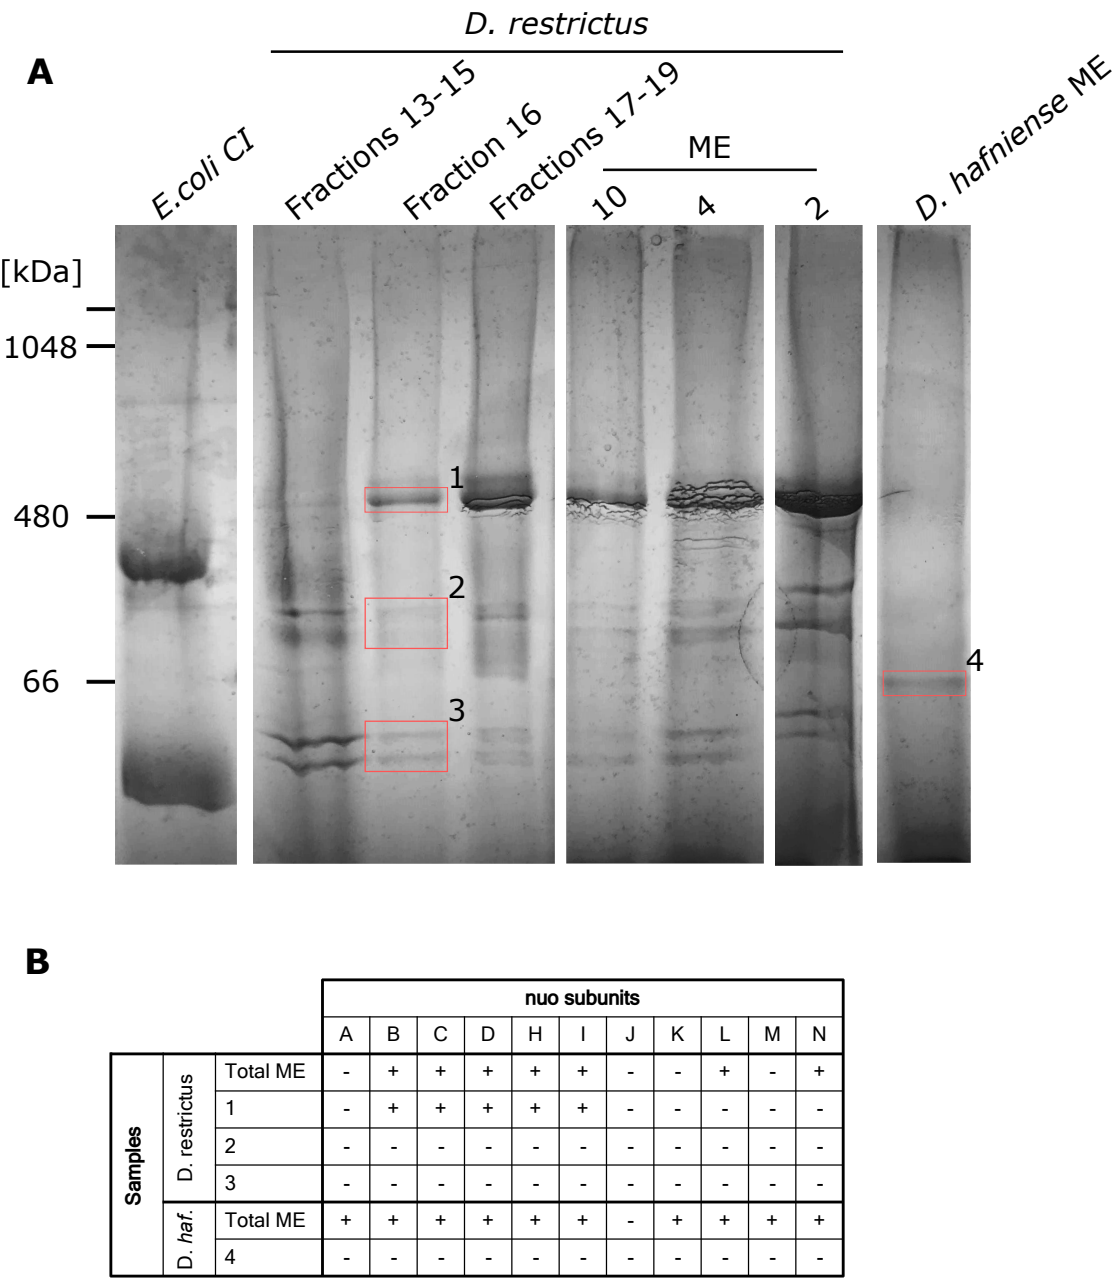 D. restrictus
A
E.coli CI
Fractions 13-15
Fraction 16
Fractions 17-19
ME
10
4
2
D. hafniense ME
[kDa]
1048
480
66
1
2
3
4
B
nuo subunits
A B C D H I J K L M N
Samples
D. restrictus
Total ME - + + + + + - - + - +
1 - + + + + + - - - - -
2 - - - - - - - - - - -
3 - - - - - - - - - - -
D. haf.
Total ME + + + + + + - + + + +
4 - - - - - - - - - - -